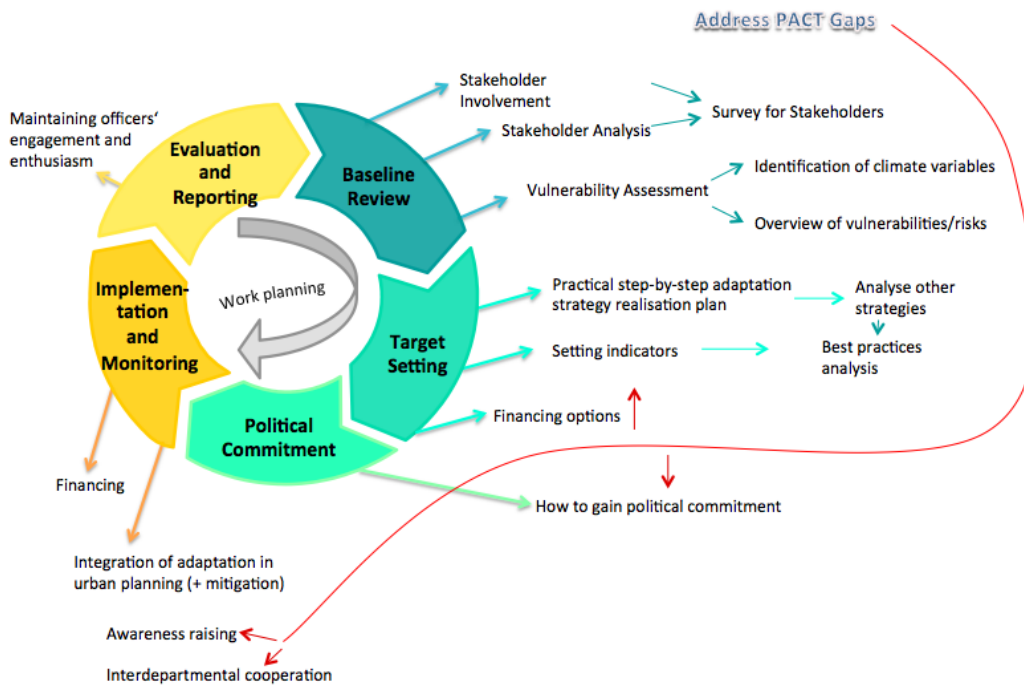 Address PACT Gaps
Stakeholder
Involvement
Survey for Stakeholders
Stakeholder Analysis
Maintaining officers‘
engagement and
enthusiasm
Evaluation
and
Reporting
Baseline
Review
Vulnerability Assessment
Identification of climate variables
Overview of vulnerabilities/risks
Work planning
Implemen-
tation
and
Monitoring
Target
Setting
Practical step-by-step adaptation
strategy realisation plan
Analyse other
strategies
Setting indicators
Best practices
analysis
Financing options
Political
Commitment
Financing
How to gain political commitment
Integration of adaptation in
urban planning (+ mitigation)
Awareness raising
Interdepartmental cooperation